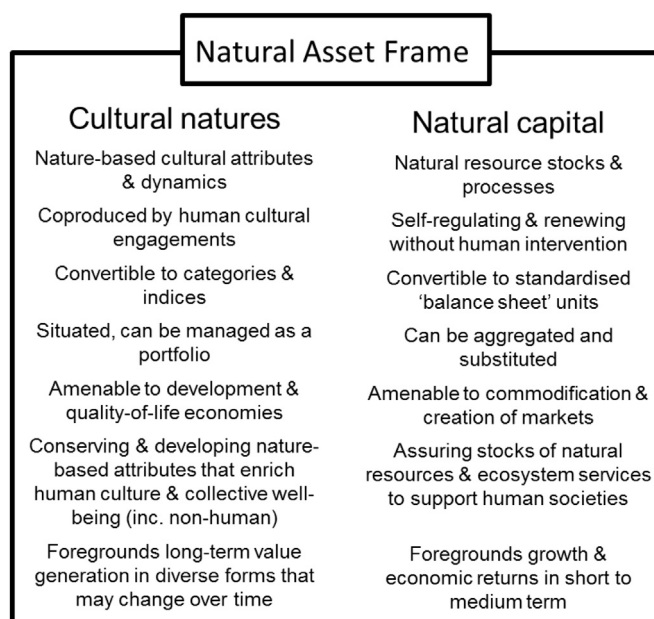 Natural Asset Frame
Cultural natures
Nature-based cultural attributes
& dynamics
Coproduced by human cultural
engagements
Convertible to categories &
indices
Situated, can be managed as a
portfolio
Amenable to development &
quality-of-life economies
Conserving & developing nature-
based attributes that enrich
human culture & collective well-
being (inc. non-human)
Foregrounds long-term value
generation in diverse forms that
may change over time
Natural capital
Natural resource stocks &
processes
Self-regulating & renewing
without human intervention
Convertible to standardised
‘balance sheet’ units
Can be aggregated and
substituted
Amenable to commodification &
creation of markets
Assuring stocks of natural
resources & ecosystem services
to support human societies
Foregrounds growth &
economic returns in short to
medium term